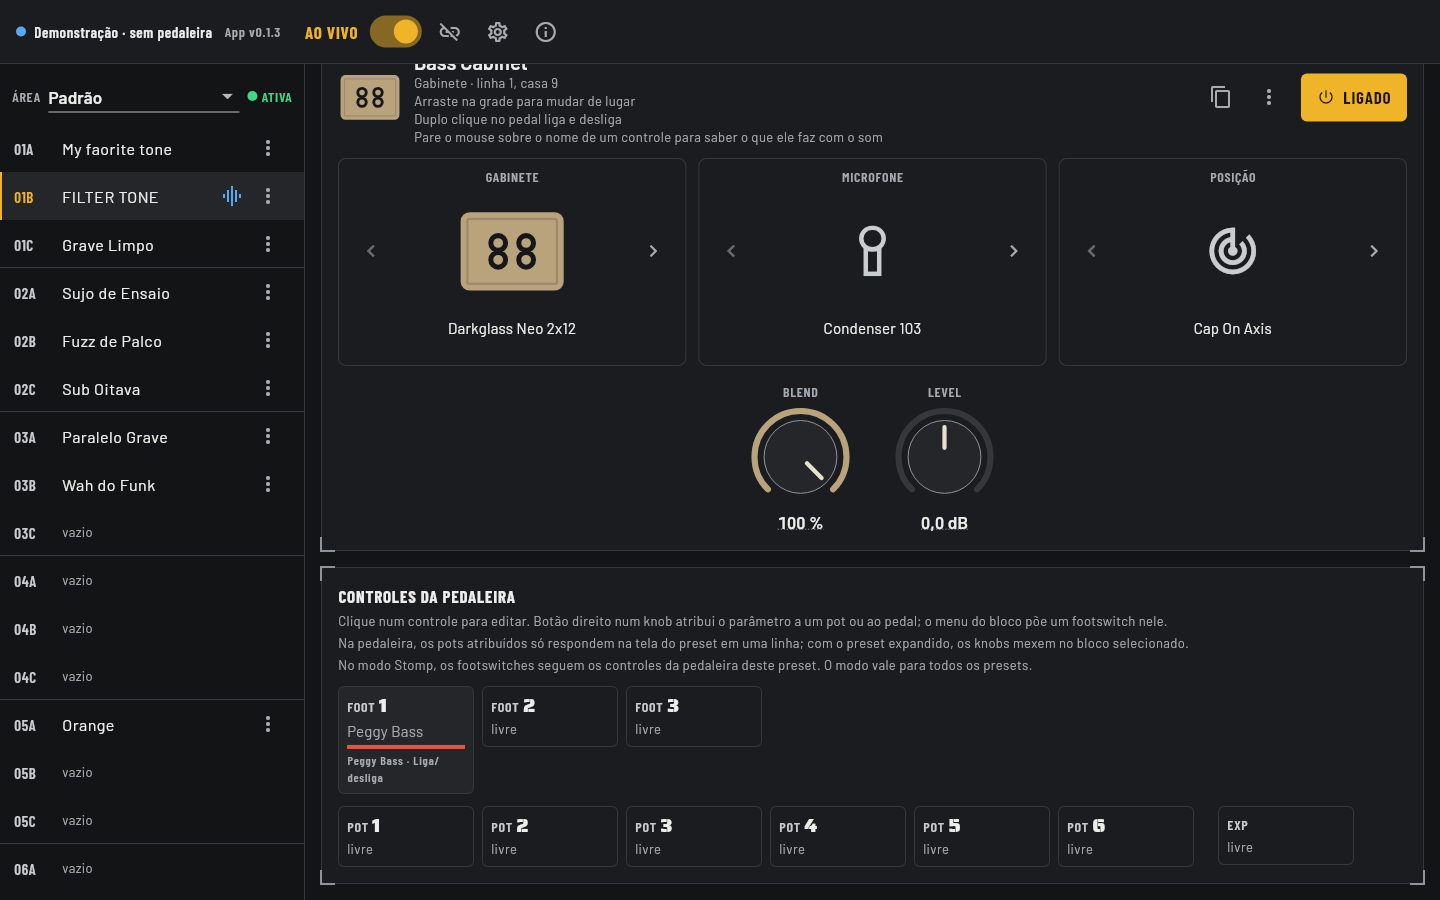 Demonstração · sem pedaleira App v0.1.3 AO VIVO
ÁREA Padrão ATIVA
01A My faorite tone
01B FILTER TONE
01C Grave Limpo
02A Sujo de Ensaio
02B Fuzz de Palco
02C Sub Oitava
03A Paralelo Grave
03B Wah do Funk
03C vazio
04A vazio
04B vazio
04C vazio
05A Orange
05B vazio
05C vazio
06A vazio
Bass Cabinet
Gabinete · linha 1, casa 9
Arraste na grade para mudar de lugar
Duplo clique no pedal liga e desliga
Pare o mouse sobre o nome de um controle para saber o que ele faz com o som
88
LIGADO
GABINETE
88
Darkglass Neo 2x12
MICROFONE
Condenser 103
POSIÇÃO
Cap On Axis
BLEND
100 %
LEVEL
0,0 dB
CONTROLES DA PEDALEIRA
Clique num controle para editar. Botão direito num knob atribui o parâmetro a um pot ou ao pedal; o menu do bloco põe um footswitch nele.
Na pedaleira, os pots atribuídos só respondem na tela do preset em uma linha; com o preset expandido, os knobs mexem no bloco selecionado.
No modo Stomp, os footswitches seguem os controles da pedaleira deste preset. O modo vale para todos os presets.
FOOT 1
Peggy Bass
Peggy Bass · Liga/
desliga
FOOT 2
livre
FOOT 3
livre
POT 1
livre
POT 2
livre
POT 3
livre
POT 4
livre
POT 5
livre
POT 6
livre
EXP
livre